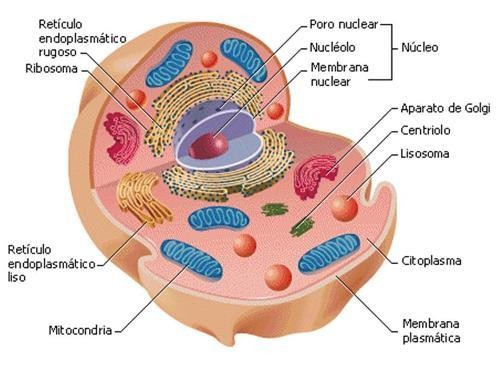 Retículo
endoplasmático
rugoso
Ribosoma
Poro nuclear
Nucléolo
Membrana
nuclear
Núcleo
Aparato de Golgi
Centriolo
Lisosoma
Retículo
endoplasmático
liso
Citoplasma
Mitocondria
Membrana
plasmática